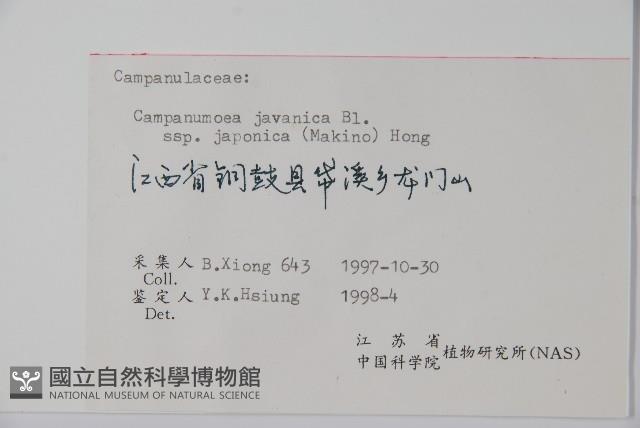 Campanulaceae:
Campanumoea javanica Bl.
ssp. japonica (Makino) Hong
江西省铜鼓县带溪乡龙门山
采集人 B.Xiong 643 1997-10-30
Coll.
鉴定人 Y.K.Hsiung 1998-4
Det.
江苏省
中国科学院 植物研究所(NAS)
國立自然科學博物館
NATIONAL MUSEUM OF NATURAL SCIENCE